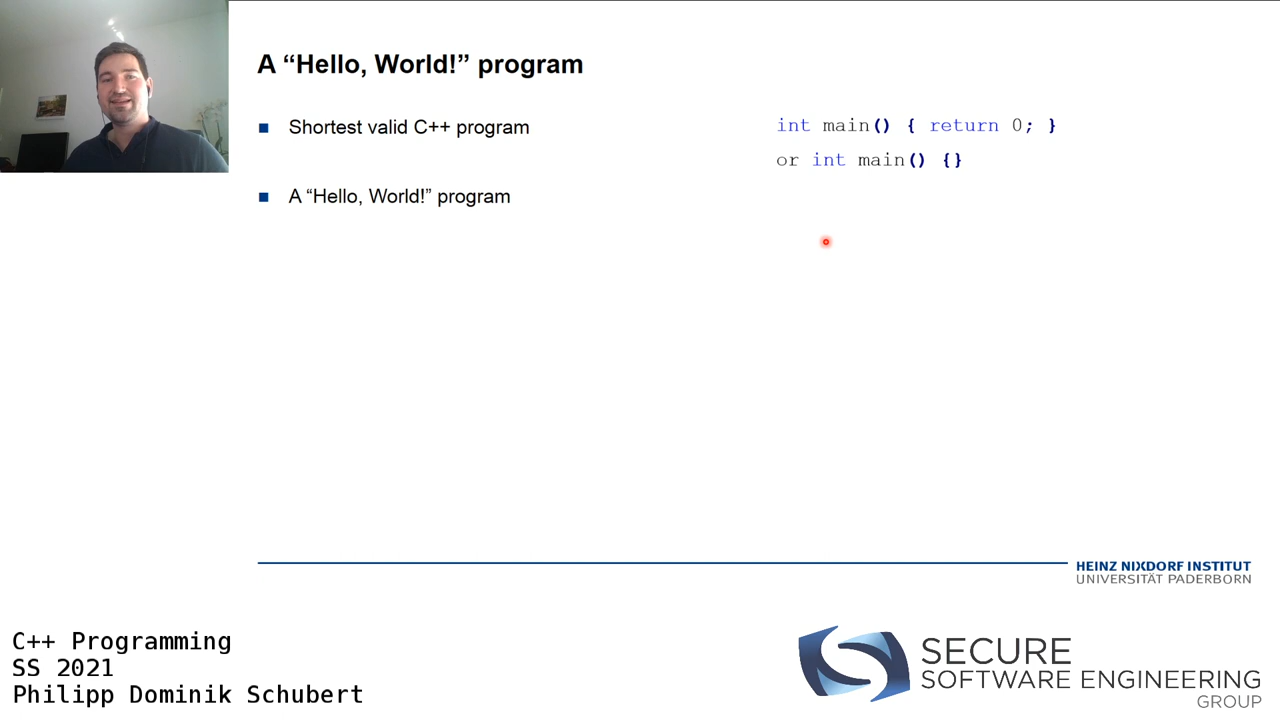 A “Hello, World!” program
Shortest valid C++ program
int main() { return 0; }
or int main() {}
A “Hello, World!” program
HEINZ NIXDORF INSTITUT
UNIVERSITÄT PADERBORN
C++ Programming
SS 2021
Philipp Dominik Schubert
SECURE
SOFTWARE ENGINEERING
GROUP